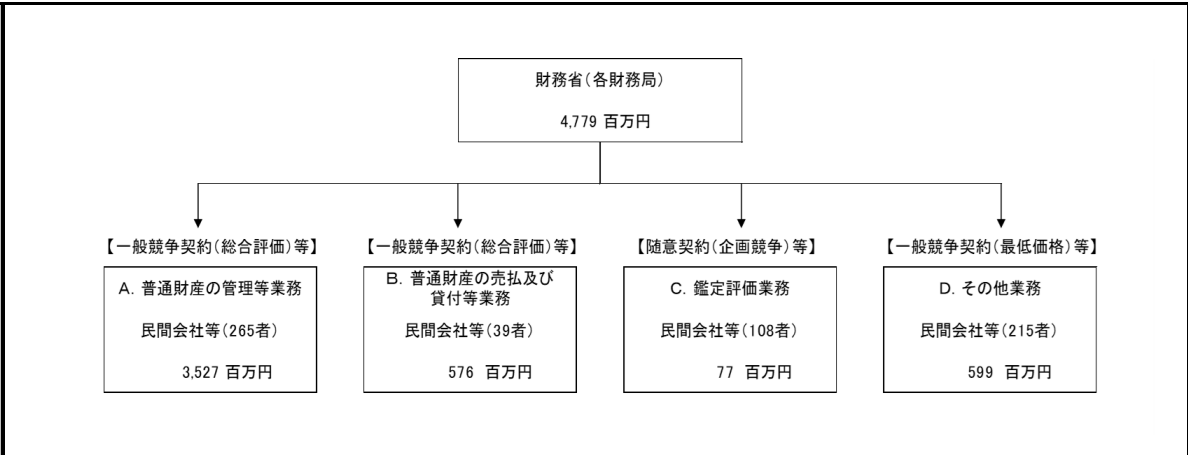 財務省(各財務局)
4,779 百万円
【一般競争契約(総合評価)等】
A. 普通財産の管理等業務
民間会社等(265者)
3,527 百万円
【一般競争契約(総合評価)等】
B. 普通財産の売払及び
貸付等業務
民間会社等(39者)
576 百万円
【随意契約(企画競争)等】
C. 鑑定評価業務
民間会社等(108者)
77 百万円
【一般競争契約(最低価格)等】
D. その他業務
民間会社等(215者)
599 百万円